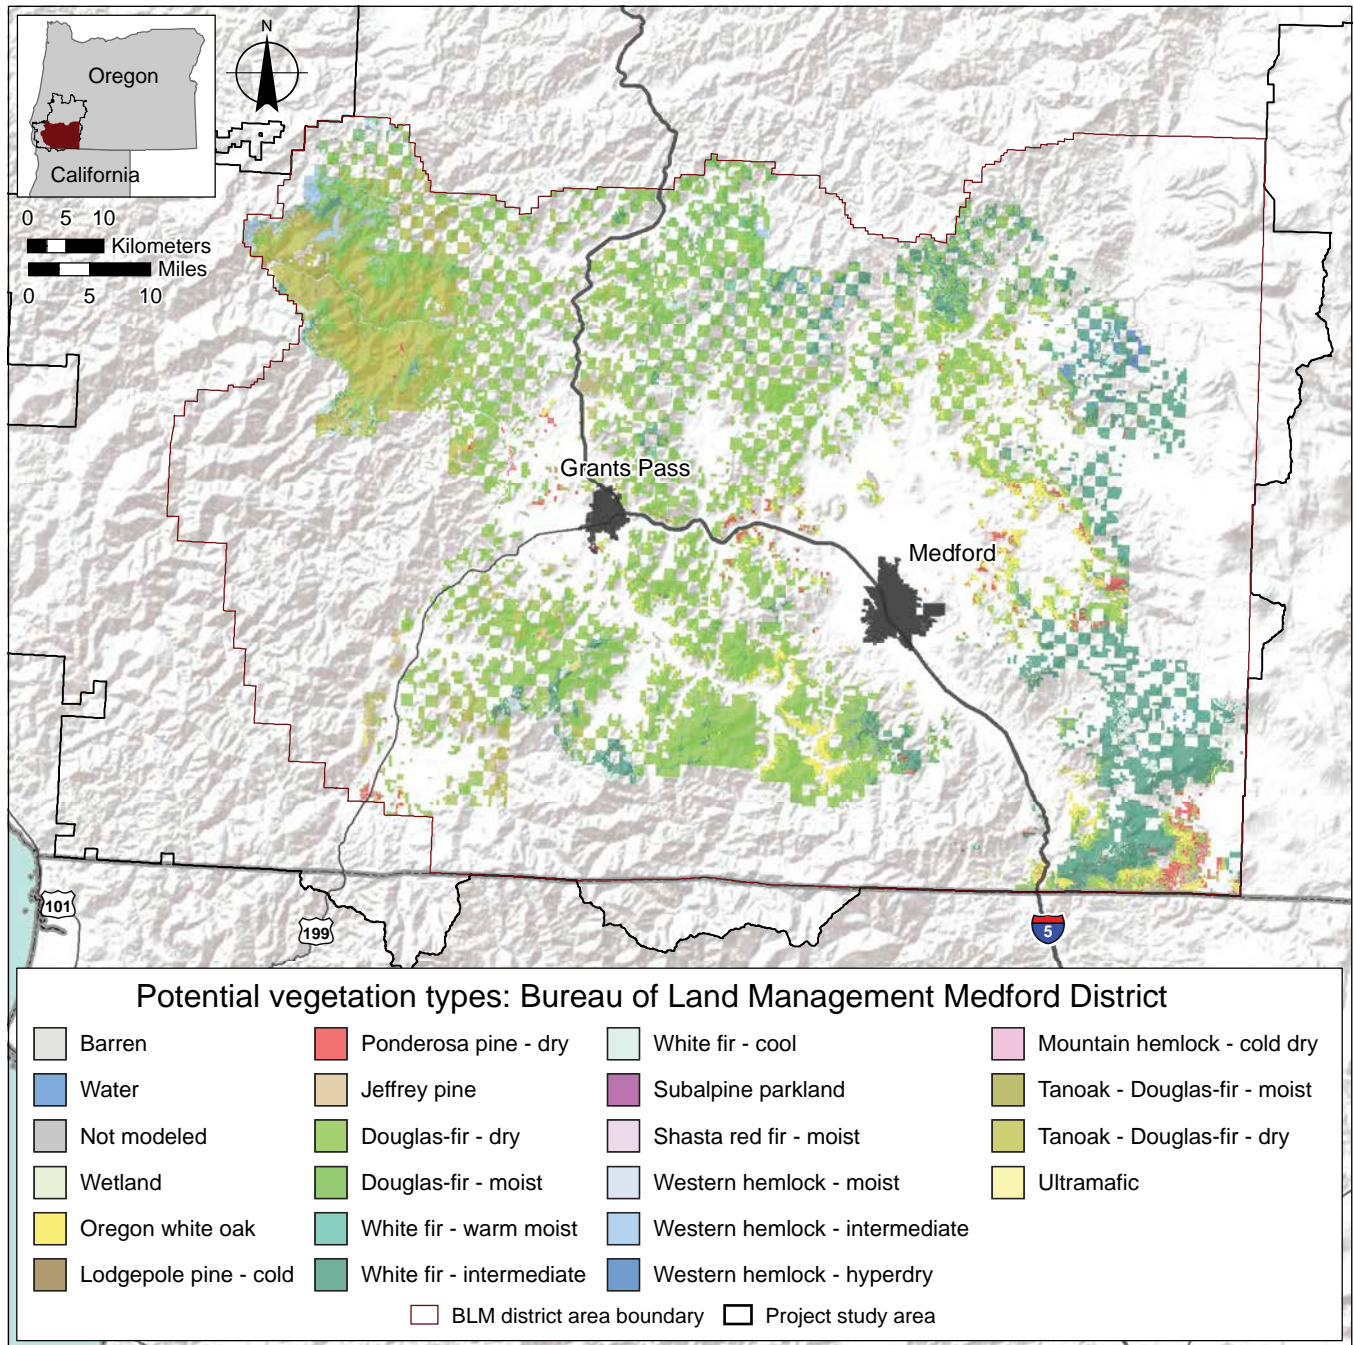 Oregon
California
N
0 5 10
Kilometers
Miles
0 5 10
Grants Pass
Medford
101
199
5
Potential vegetation types: Bureau of Land Management Medford District
Barren
Water
Not modeled
Wetland
Oregon white oak
Lodgepole pine - cold
Ponderosa pine - dry
Jeffrey pine
Douglas-fir - dry
Douglas-fir - moist
White fir - warm moist
White fir - intermediate
White fir - cool
Subalpine parkland
Shasta red fir - moist
Western hemlock - moist
Western hemlock - intermediate
Western hemlock - hyperdry
Mountain hemlock - cold dry
Tanoak - Douglas-fir - moist
Tanoak - Douglas-fir - dry
Ultramafic
BLM district area boundary
Project study area